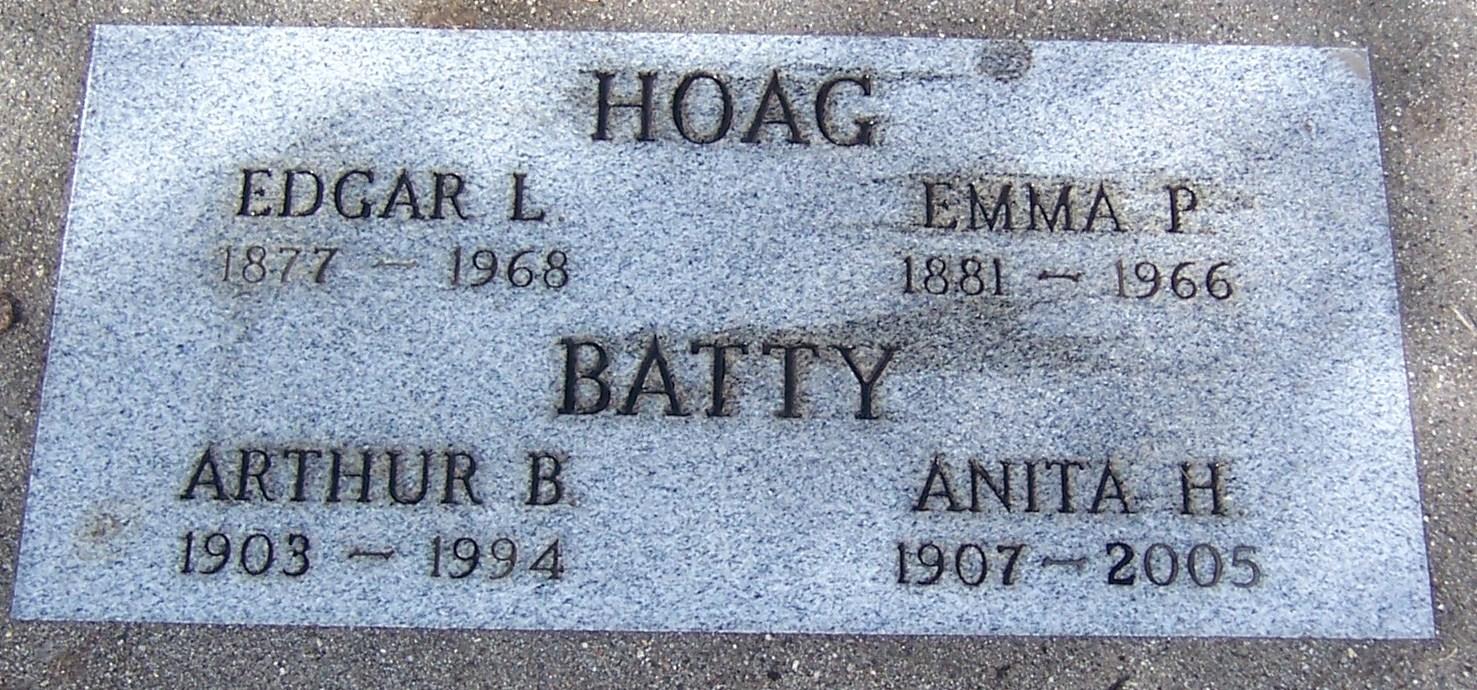 HOAG
EDGAR L. EMMA P.
1877 – 1968 1881 – 1966
BATTY
ARTHUR B. ANITA H.
1903 – 1994 1907 – 2005